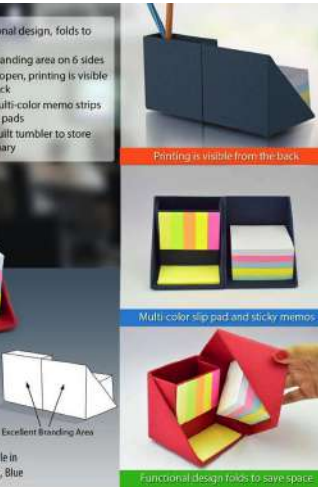 nal design, folds to
anding area on 6 sides
open, printing is visible
ck
ulti-color memo strips
pads
uilt tumbler to store
nary
Printing is visible from the back
Multi-color slip pad and sticky memos
Excellent Branding Area
le in
, Blue
Functional design folds to save space